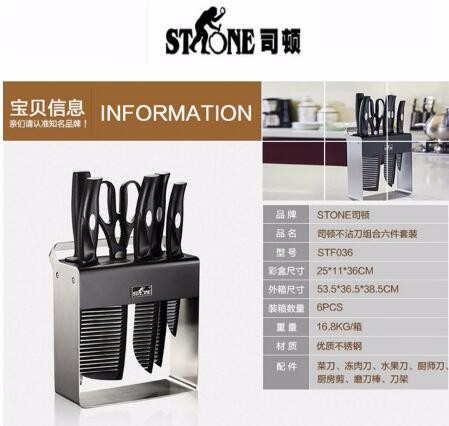 STONE 司顿
宝贝信息
亲们请认准知名品牌！
INFORMATION
STONE
品牌 STONE司顿
品名 司顿不沾刀组合六件套装
型号 STF036
彩盒尺寸 25*11*36CM
外箱尺寸 53.5*36.5*38.5CM
装箱数量 6PCS
重量 16.8KG/箱
材质 优质不锈钢
配件 菜刀、冻肉刀、水果刀、厨师刀、
厨房剪、磨刀棒、刀架